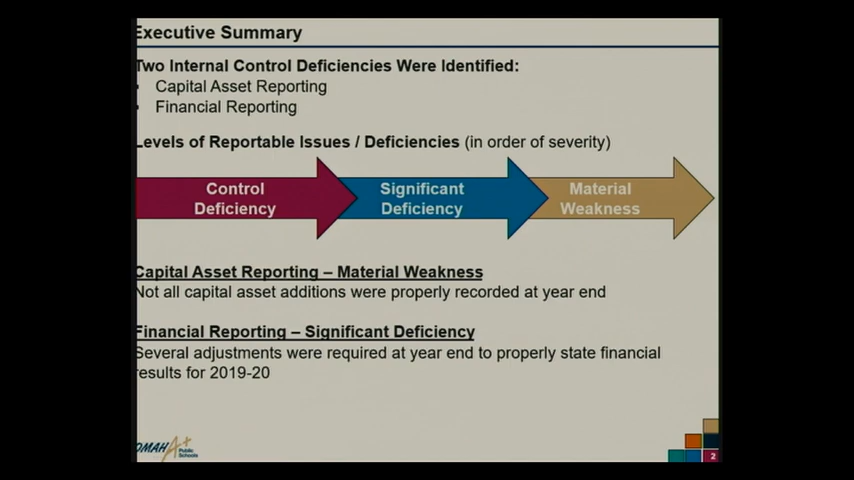 Executive Summary
Two Internal Control Deficiencies Were Identified:
Capital Asset Reporting
Financial Reporting
Levels of Reportable Issues / Deficiencies (in order of severity)
Control
Deficiency
Significant
Deficiency
Material
Weakness
Capital Asset Reporting – Material Weakness
Not all capital asset additions were properly recorded at year end
Financial Reporting – Significant Deficiency
Several adjustments were required at year end to properly state financial
results for 2019-20
OMAH A+
Public
Schools
2